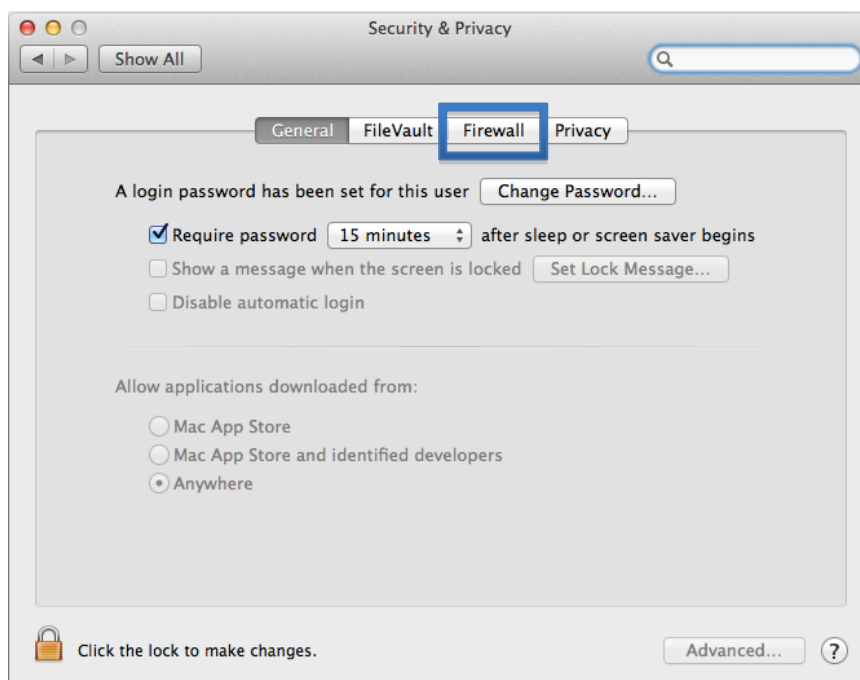 Security & Privacy
Show All
General FileVault Firewall Privacy
A login password has been set for this user Change Password...
Require password 15 minutes after sleep or screen saver begins
Show a message when the screen is locked Set Lock Message...
Disable automatic login
Allow applications downloaded from:
Mac App Store
Mac App Store and identified developers
Anywhere
Click the lock to make changes. Advanced... ?